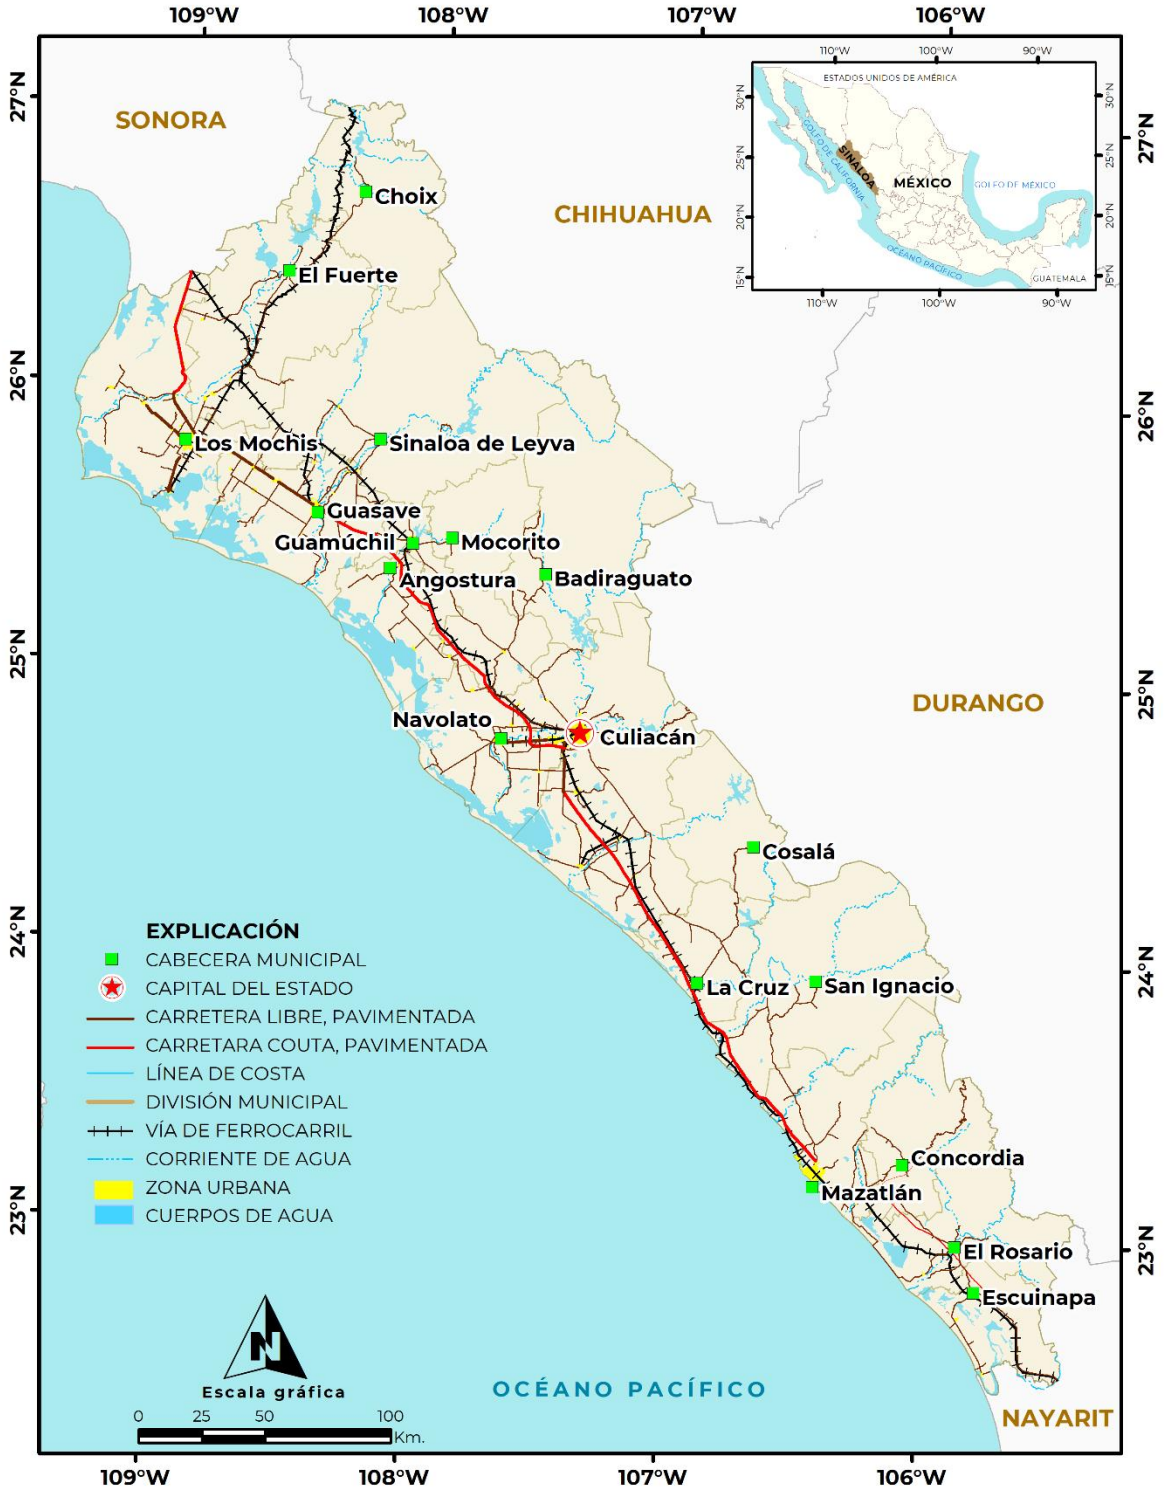 109°W 108°W 107°W 106°W
110°W 100°W 90°W
ESTADOS UNIDOS DE AMÉRICA
30°N
30°N
27°N
27°N
SONORA
GOLFO DE CALIFORNIA
SINALOA
25°N
25°N
MÉXICO
GOLFO DE MÉXICO
Choix
CHIHUAHUA
20°N
20°N
OCÉANO PACÍFICO
El Fuerte
15°N
15°N
GUATEMALA
110°W 100°W 90°W
26°N
26°N
Los Mochis
Sinaloa de Leyva
Guasave
Guamúchil
Mocorito
Angostura
Badiraguato
25°N
25°N
DURANGO
Navolato
Culiacán
Cosalá
24°N
24°N
La Cruz
San Ignacio
EXPLICACIÓN
CABECERA MUNICIPAL
CAPITAL DEL ESTADO
CARRETERA LIBRE, PAVIMENTADA
CARRETARA COUTA, PAVIMENTADA
LÍNEA DE COSTA
DIVISIÓN MUNICIPAL
VÍA DE FERROCARRIL
CORRIENTE DE AGUA
ZONA URBANA
CUERPOS DE AGUA
Concordia
Mazatlán
23°N
23°N
El Rosario
Escuinapa
N
Escala gráfica
0 25 50 100
Km.
OCÉANO PACÍFICO
NAYARIT
109°W 108°W 107°W 106°W